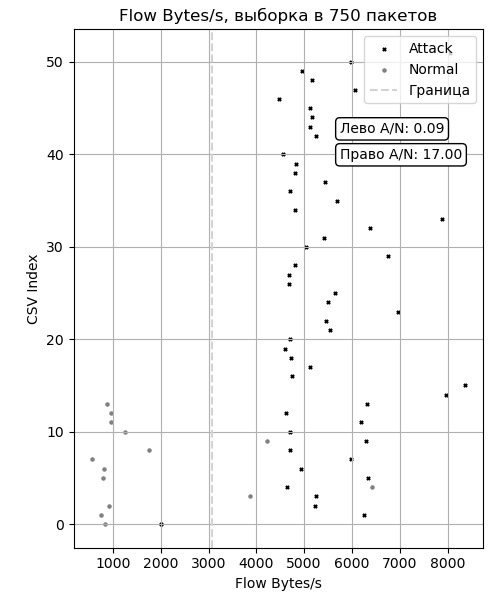 Flow Bytes/s, выборка в 750 пакетов
Attack
Normal
Граница
Лево A/N: 0.09
Право A/N: 17.00
50
40
30
20
10
0
CSV Index
1000 2000 3000 4000 5000 6000 7000 8000
Flow Bytes/s